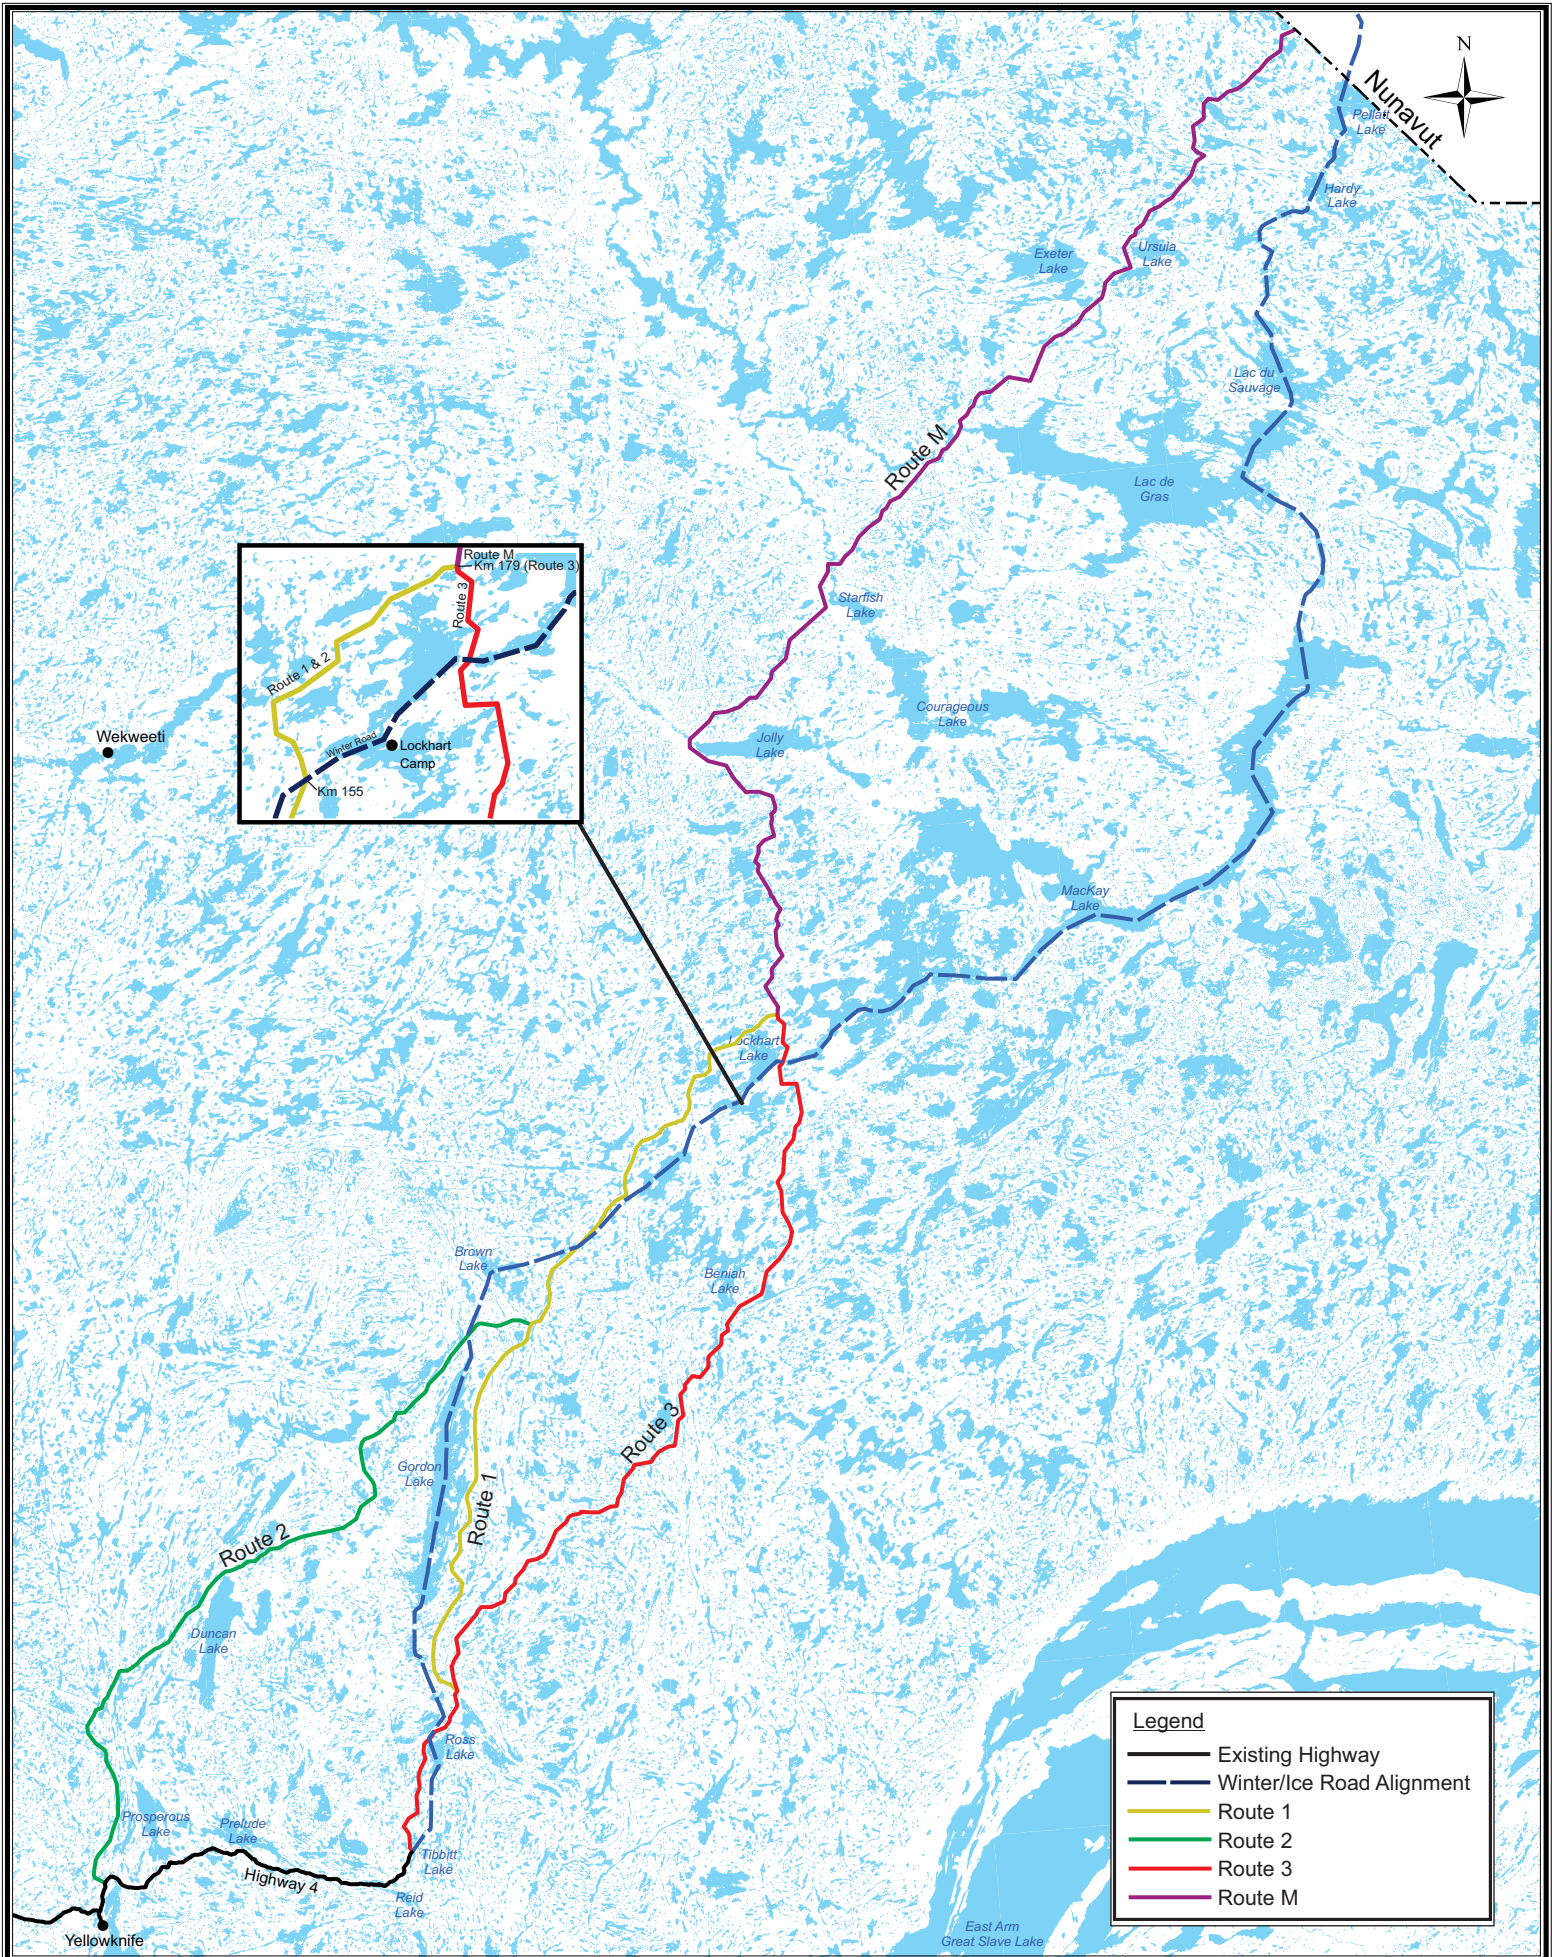 N
Nunavut
Pellatt
Lake
Hardy
Lake
Exeter
Lake
Ursula
Lake
Lac du
Sauvage
Route M
Lac de
Gras
Route M
Km 179 (Route 3)
Route 3
Route 1 & 2
Winter Road
Lockhart
Camp
Km 155
Starfish
Lake
Wekweeti
Courageous
Lake
Jolly
Lake
MacKay
Lake
Lockhart
Lake
Brown
Lake
Beniah
Lake
Route 3
Gordon
Lake
Route 1
Route 2
Duncan
Lake
Ross
Lake
Prosperous
Lake
Prelude
Lake
Tibbitt
Lake
Highway 4
Reid
Lake
Yellowknife
East Arm
Great Slave Lake
Legend
Existing Highway
Winter/Ice Road Alignment
Route 1
Route 2
Route 3
Route M